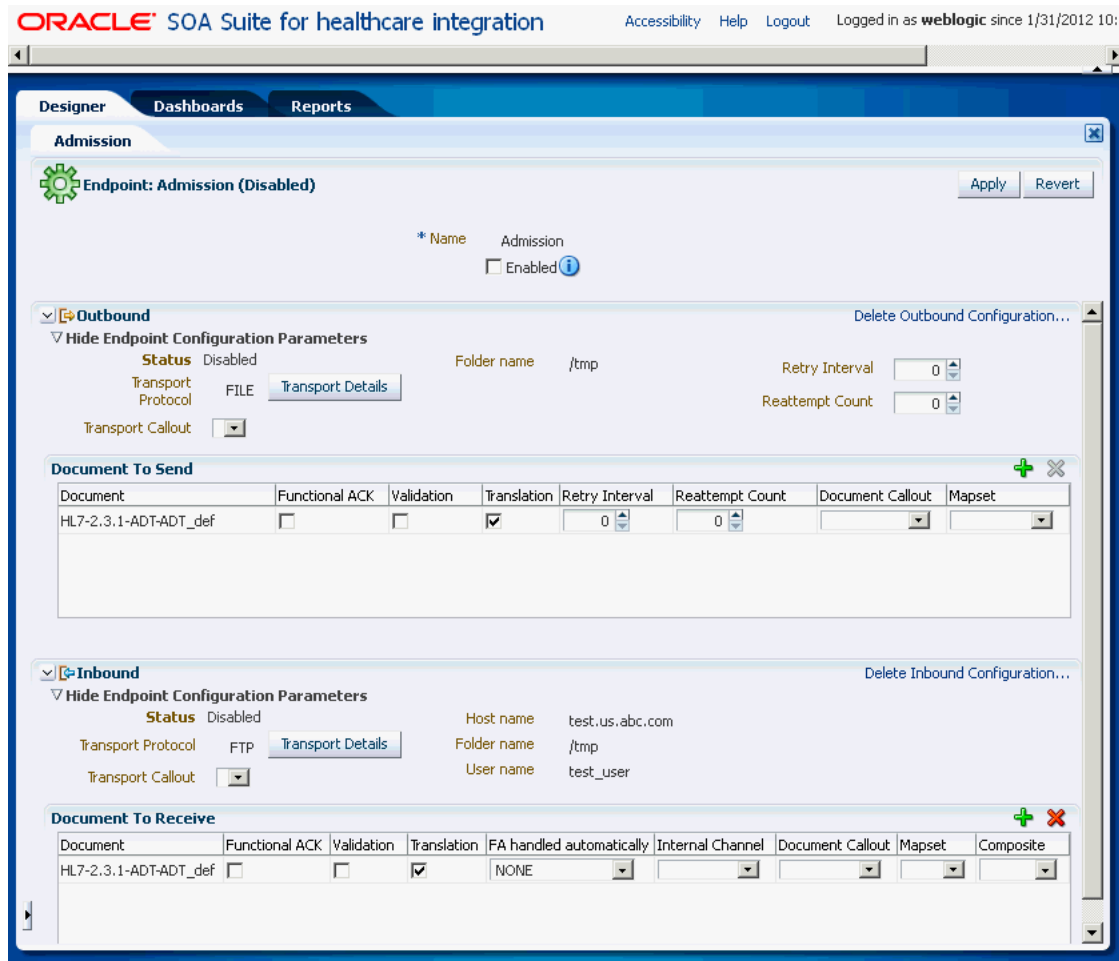 ORACLE SOA Suite for healthcare integration Accessibility Help Logout Logged in as weblogic since 1/31/2012 10:
Designer Dashboards Reports
Admission
Endpoint: Admission (Disabled) Apply Revert
* Name Admission
Enabled
Outbound Delete Outbound Configuration...
Hide Endpoint Configuration Parameters
Status Disabled Folder name /tmp Retry Interval 0
Transport Protocol FILE Transport Details Reattempt Count 0
Transport Callout
Document To Send
Document Functional ACK Validation Translation Retry Interval Reattempt Count Document Callout Mapset
HL7-2.3.1-ADT-ADT_def 0 0
Inbound Delete Inbound Configuration...
Hide Endpoint Configuration Parameters
Status Disabled Host name test.us.abc.com
Transport Protocol FTP Transport Details Folder name /tmp
Transport Callout User name test_user
Document To Receive
Document Functional ACK Validation Translation FA handled automatically Internal Channel Document Callout Mapset Composite
HL7-2.3.1-ADT-ADT_def NONE